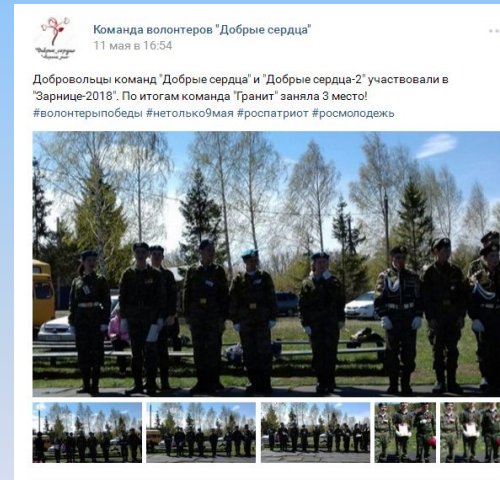 Команда волонтеров "Добрые сердца"
11 мая в 16:54
Добровольцы команд "Добрые сердца" и "Добрые сердца-2" участвовали в
"Зарнице-2018". По итогам команда "Гранит" заняла 3 место!
#волонтерыпобеды #нетолько9мая #роспатриот #росмолодежь